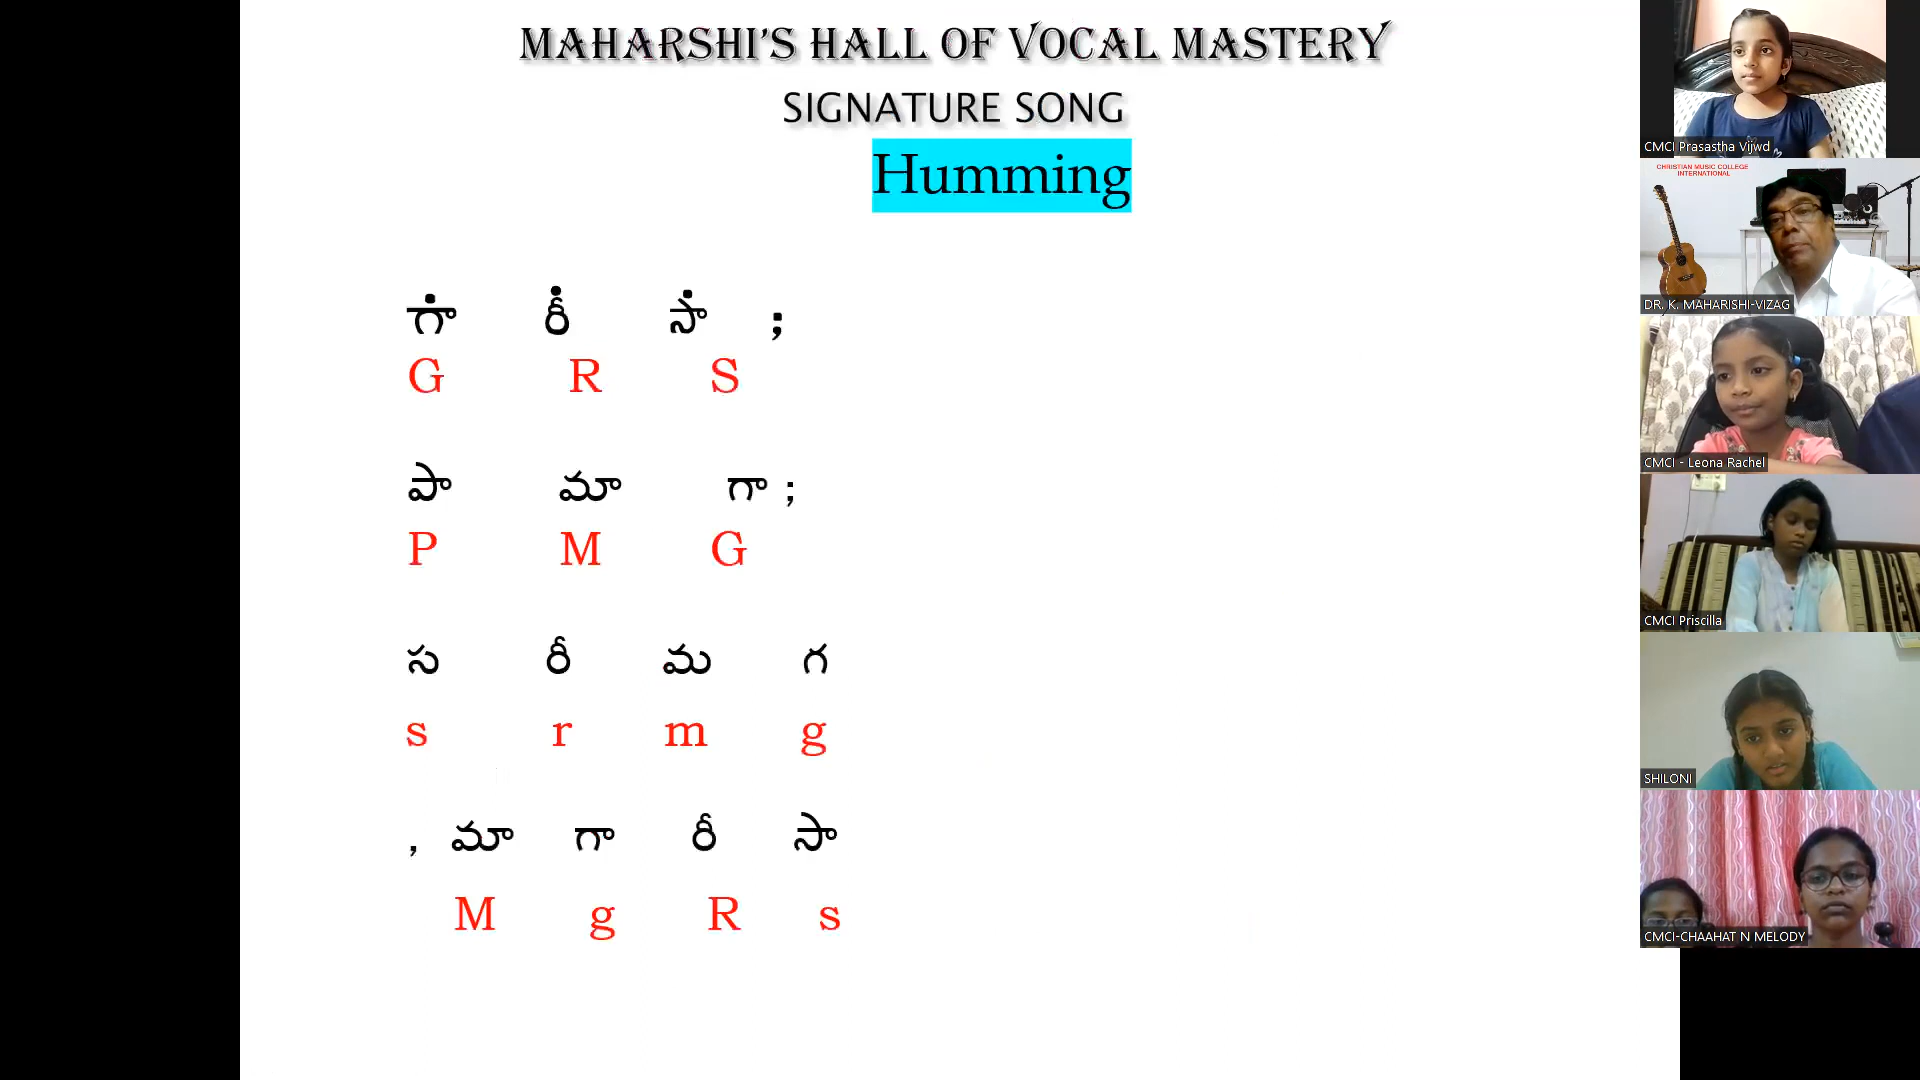 MAHARSHI'S HALL OF VOCAL MASTERY
SIGNATURE SONG
Humming
గాం రీం సాం ;
G R S
పా మా గా ;
P M G
స రీ మ గ
s r m g
, మా గా రీ సా
M g R s
CMCI Prasastha Vijwd
CHRISTIAN MUSIC COLLEGE
INTERNATIONAL
DR. K. MAHARISHI-VIZAG
CMCI - Leona Rachel
CMCI Priscilla
SHILONI
CMCI-CHAAHAT N MELODY